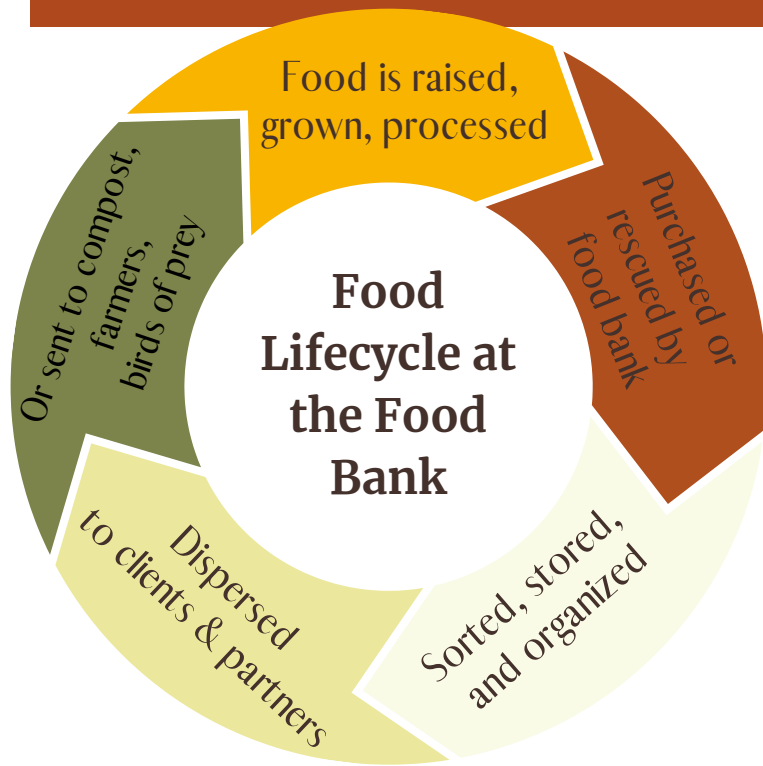 Food is raised,
grown, processed
Purchased or
rescued by
food bank
Sorted, stored,
and organized
Dispersed
to clients & partners
Or sent to compost,
farmers,
birds of prey
Food
Lifecycle at
the Food
Bank